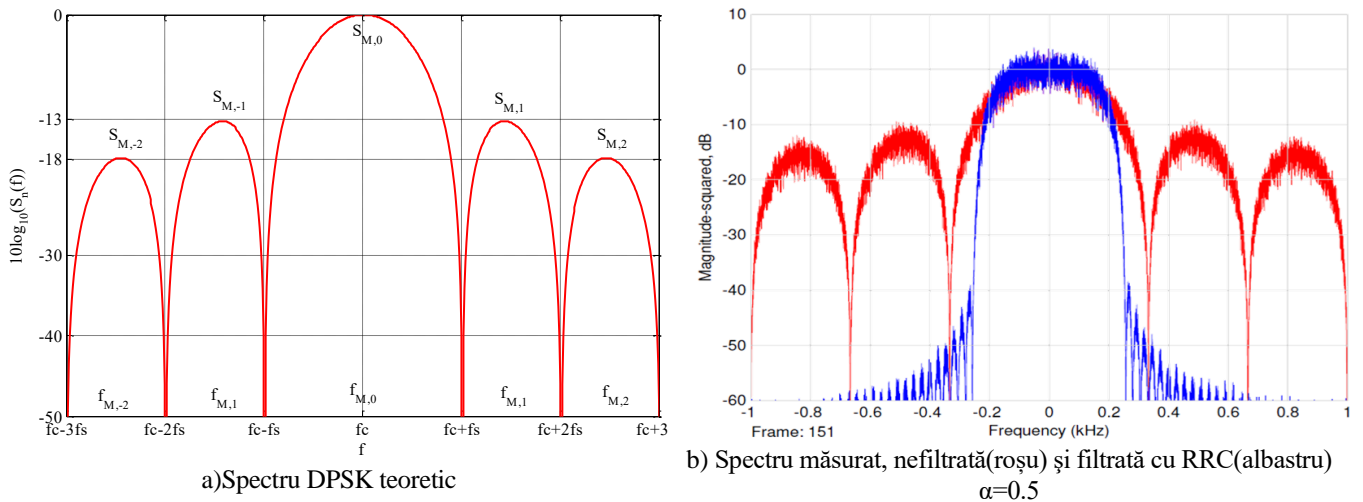 0
-13
-18
-30
-40
-50
10log10(Sn(f))
SM,0
SM,-1
SM,1
SM,-2
SM,2
fM,-2
fM,1
fM,0
fM,1
fM,2
fc-3fs
fc-2fs
fc-fs
fc
fc+fs
fc+2fs
fc+3
f
a)Spectru DPSK teoretic
10
0
-10
-20
-30
-40
-50
-60
Magnitude-squared, dB
-1
-0.8
-0.6
-0.4
-0.2
0
0.2
0.4
0.6
0.8
1
Frame: 151
Frequency (kHz)
b) Spectru măsurat, nefiltrată(roșu) şi filtrată cu RRC(albastru)
α=0.5